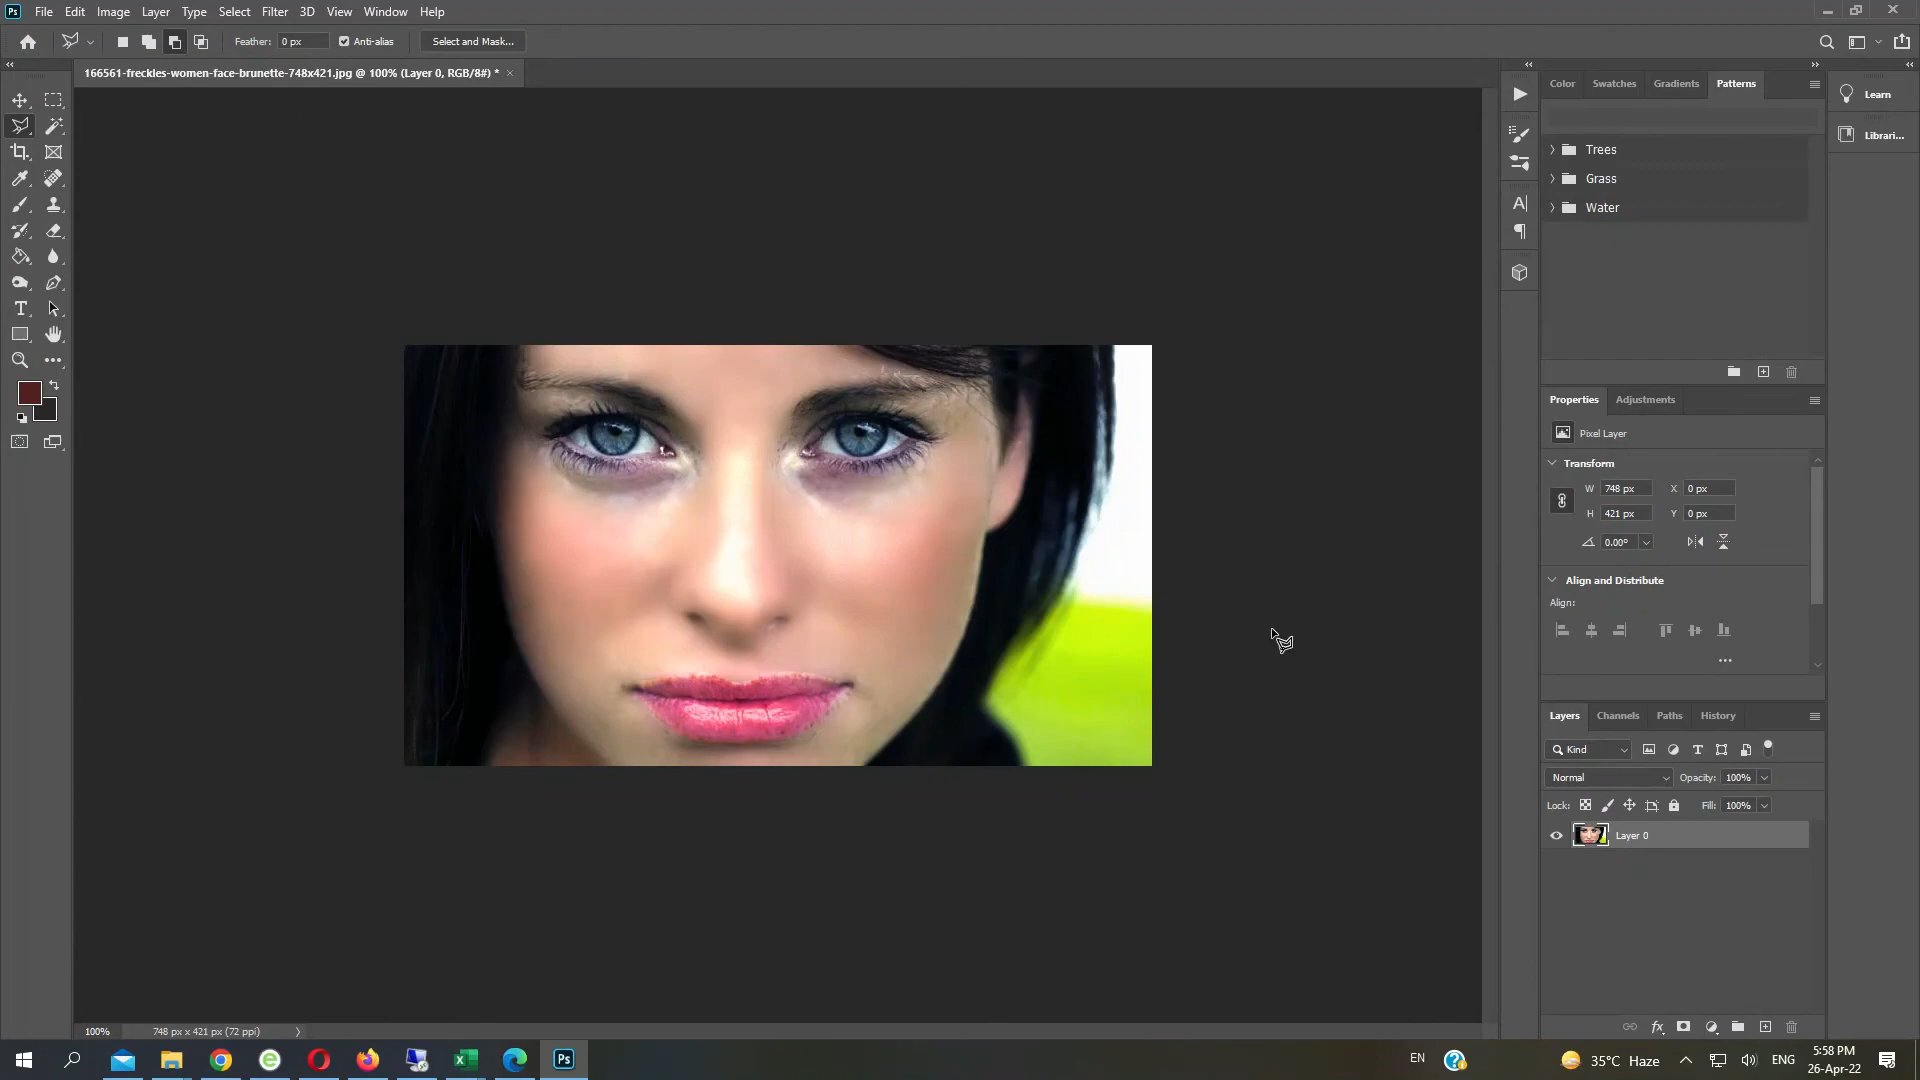 Ps File Edit Image Layer Type Select Filter 3D View Window Help
Feather: 0 px Anti-alias Select and Mask...
166561-freckles-women-face-brunette-748x421.jpg @ 100% (Layer 0, RGB/8#) * ×
Color Swatches Gradients Patterns
Learn
Librari...
Trees
Grass
Water
Properties Adjustments
Pixel Layer
Transform
W 748 px X 0 px
H 421 px Y 0 px
0.00°
Align and Distribute
Align:
Layers Channels Paths History
Kind
Normal Opacity: 100%
Lock: Fill: 100%
Layer 0
fx
100% 748 px x 421 px (72 ppi)
Ps
EN
35°C Haze
ENG
5:58 PM
26-Apr-22